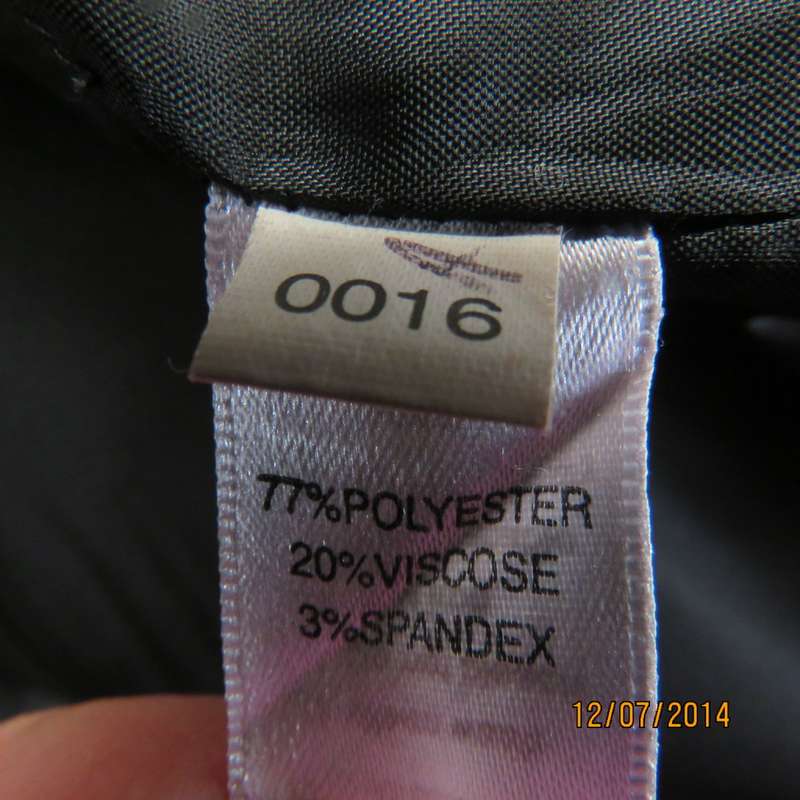 0016
77%POLYESTER
20%VISCOSE
3%SPANDEX
12/07/2014